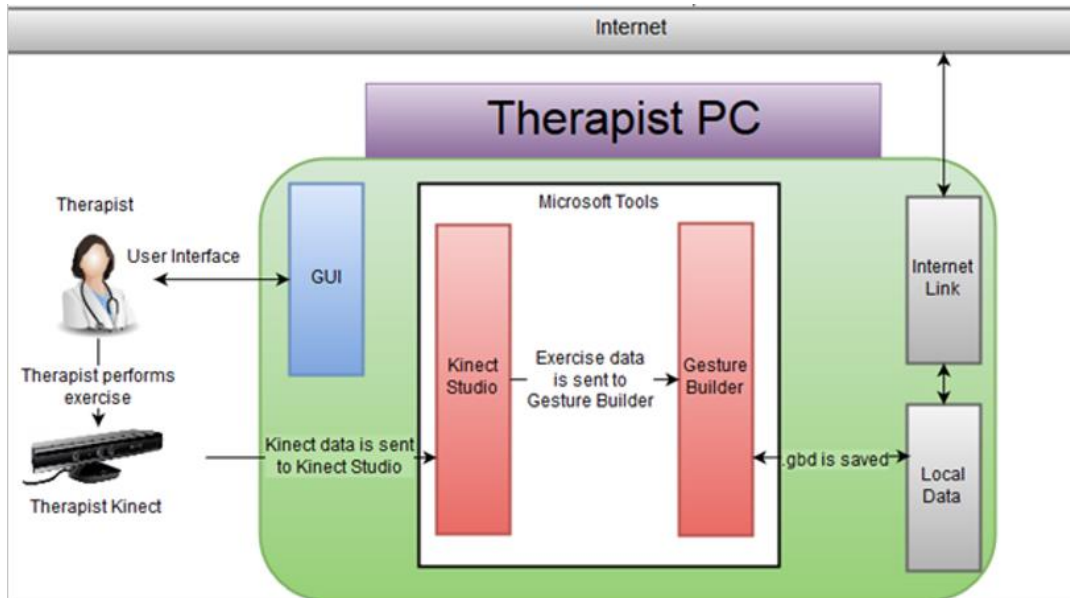 Internet
Therapist PC
Therapist
User Interface
GUI
Therapist performs
exercise
Therapist Kinect
Kinect data is sent
to Kinect Studio
Microsoft Tools
Kinect
Studio
Exercise data
is sent to
Gesture Builder
Gesture
Builder
.gbd is saved
Internet
Link
Local
Data